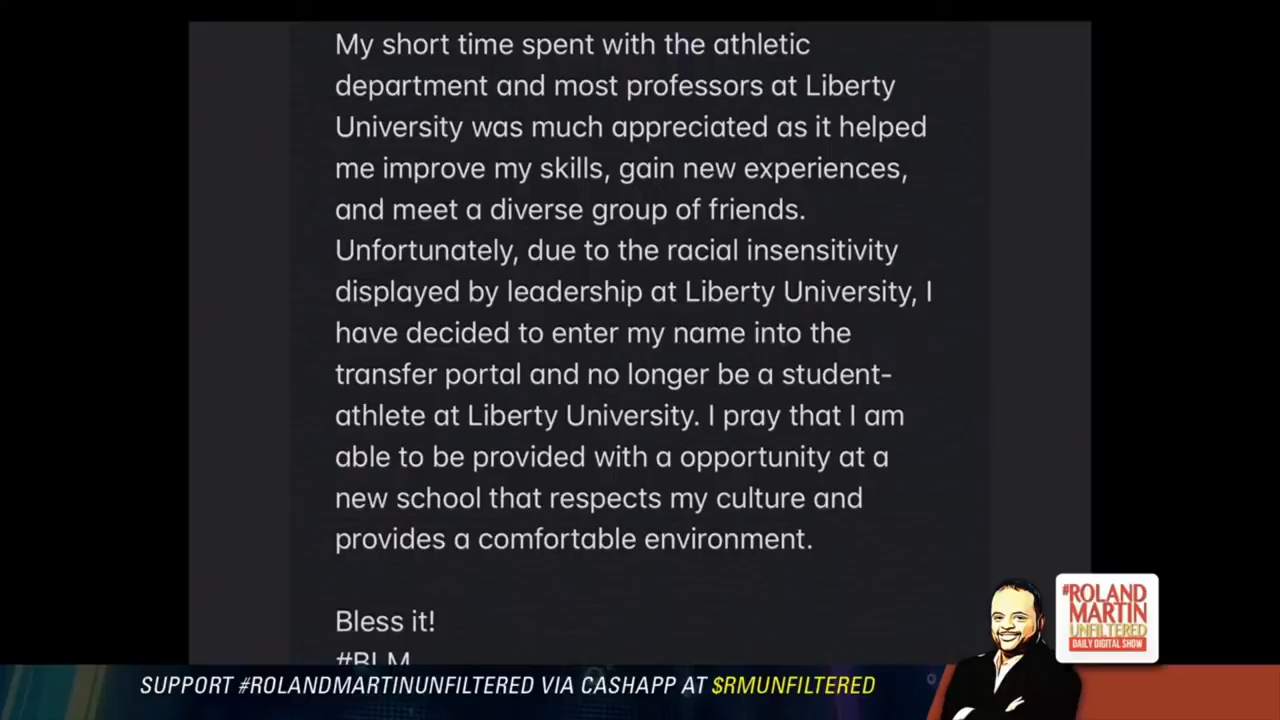 My short time spent with the athletic
department and most professors at Liberty
University was much appreciated as it helped
me improve my skills, gain new experiences,
and meet a diverse group of friends.
Unfortunately, due to the racial insensitivity
displayed by leadership at Liberty University, I
have decided to enter my name into the
transfer portal and no longer be a student-
athlete at Liberty University. I pray that I am
able to be provided with a opportunity at a
new school that respects my culture and
provides a comfortable environment.
Bless it!
#BLM
#ROLAND
MARTIN
UNFILTERED
DAILY DIGITAL SHOW
SUPPORT #ROLANDMARTINUNFILTERED VIA CASHAPP AT $RMUNFILTERED